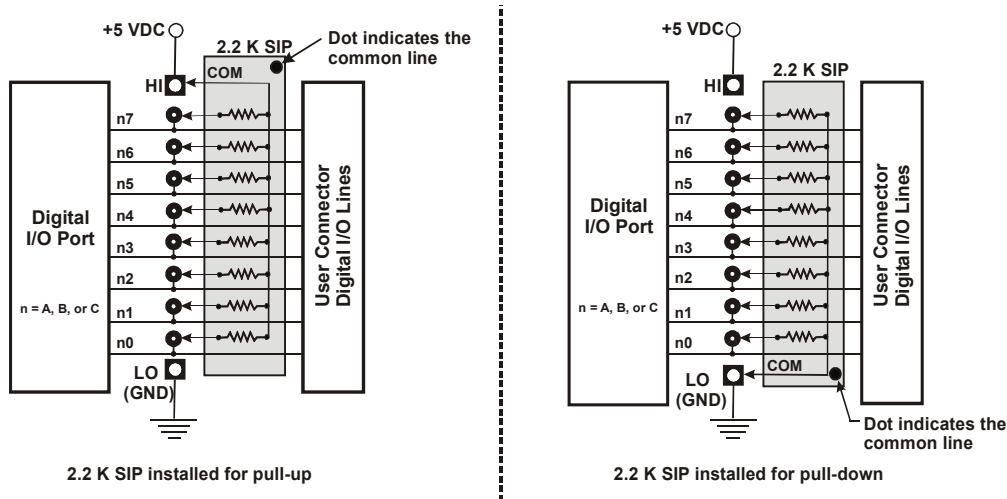 +5 VDC
2.2 K SIP
Dot indicates the
common line
COM
HI
n7
n6
n5
n4
n3
n2
n1
n0
Digital
I/O Port
n = A, B, or C
User Connector
Digital I/O Lines
LO
(GND)
2.2 K SIP installed for pull-up
+5 VDC
2.2 K SIP
HI
n7
n6
n5
n4
n3
n2
n1
n0
Digital
I/O Port
n = A, B, or C
User Connector
Digital I/O Lines
LO
(GND)
COM
Dot indicates the
common line
2.2 K SIP installed for pull-down